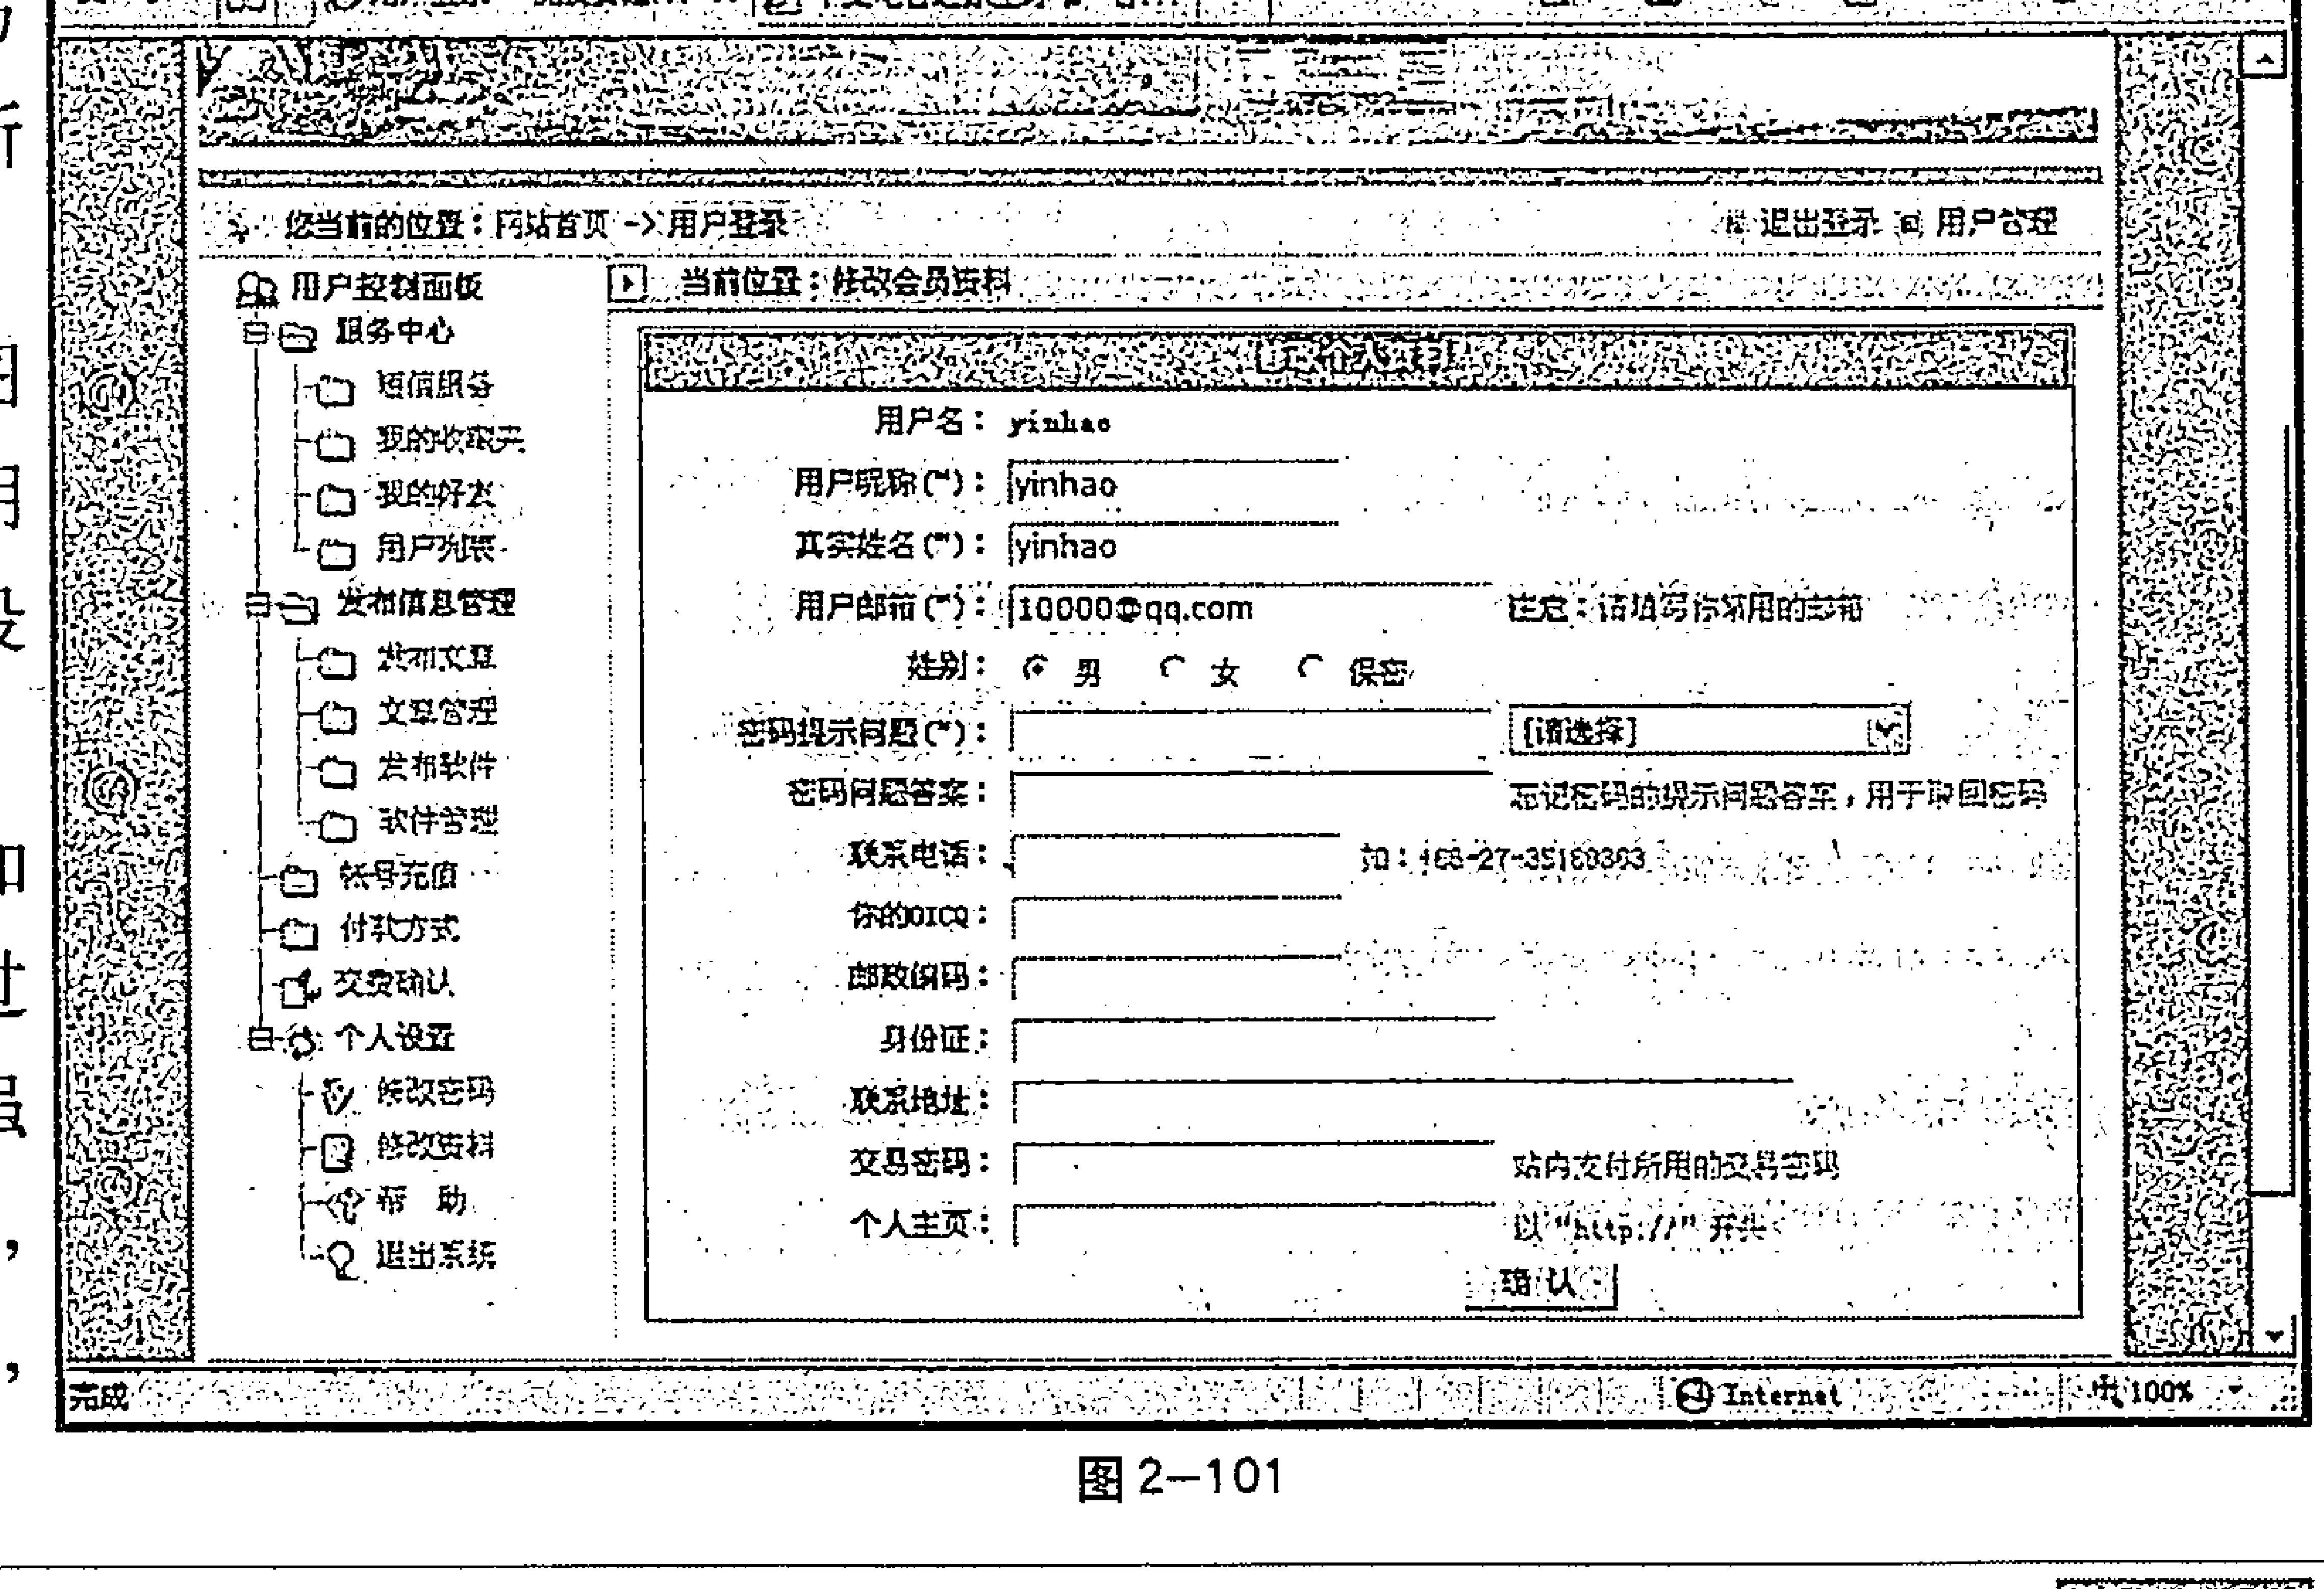 您当前的位置：网站首页 -> 用户登录
退出登录 用户管理
用户控制面板
服务中心
短信服务
我的收藏夹
我的好友
用户列表
发布信息管理
发布文章
文章管理
发布软件
软件管理
帐号充值
付款方式
交费确认
个人设置
修改密码
修改资料
帮 助
退出系统
当前位置：修改会员资料
用户名： yinhao
用户昵称(*)： yinhao
真实姓名(*)： yinhao
用户邮箱(*)： 10000@qq.com 注意：请填写你常用的邮箱
性别： 男 女 保密
密码提示问题(*)： [请选择]
密码问题答案： 忘记密码的提示问题答案，用于取回密码
联系电话： 如：
你的OICQ：
邮政编码：
身份证：
联系地址：
交易密码： 站内支付所用的交易密码
个人主页： 以 "http://" 开头
确 认
完成
Internet
100%
图2-101